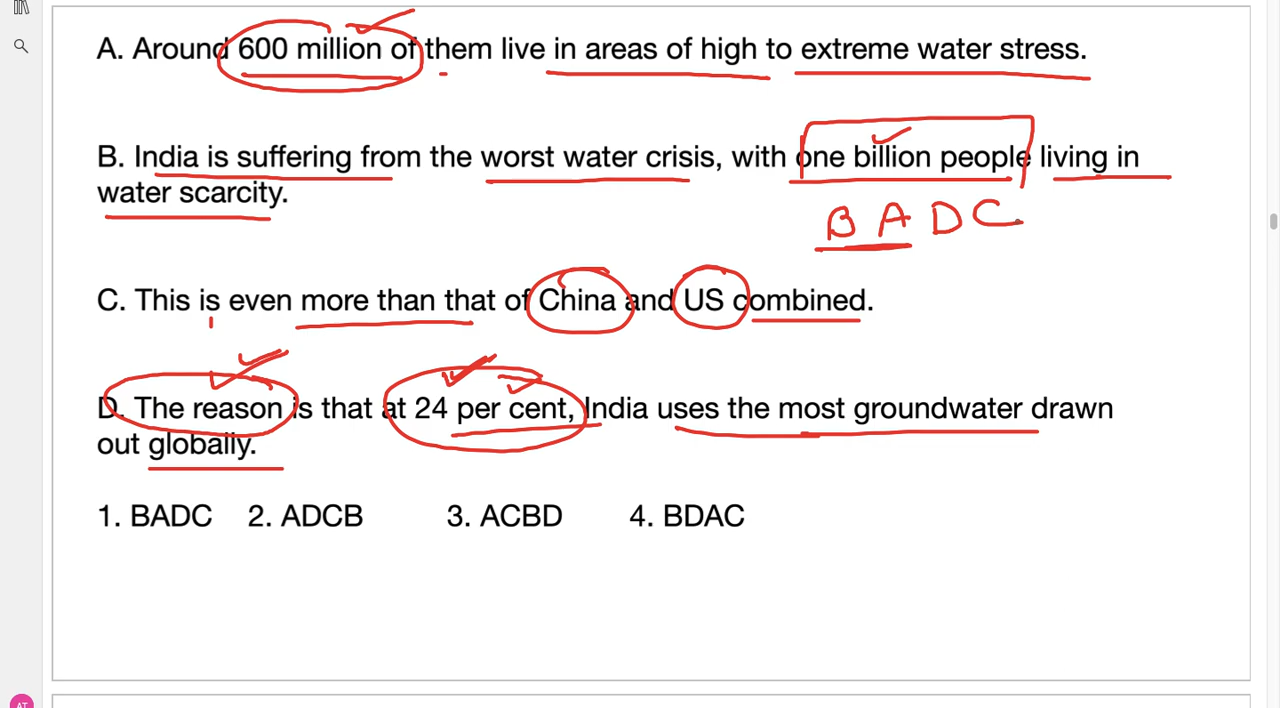 A. Around 600 million of them live in areas of high to extreme water stress.
B. India is suffering from the worst water crisis, with one billion people living in
water scarcity.
BADC
C. This is even more than that of China and US combined.
D. The reason is that at 24 per cent, India uses the most groundwater drawn
out globally.
1. BADC 2. ADCB 3. ACBD 4. BDAC
AT